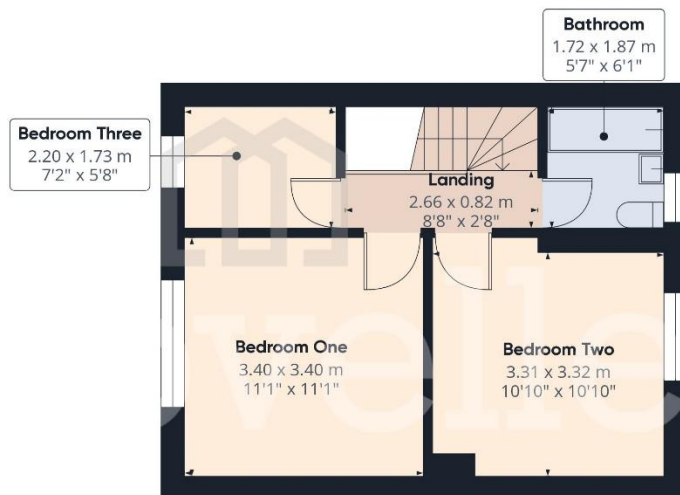 Bathroom
1.72 x 1.87 m
5'7" x 6'1"
Bedroom Three
2.20 x 1.73 m
7'2" x 5'8"
Landing
2.66 x 0.82 m
8'8" x 2'8"
Bedroom One
3.40 x 3.40 m
11'1" x 11'1"
Bedroom Two
3.31 x 3.32 m
10'10" x 10'10"